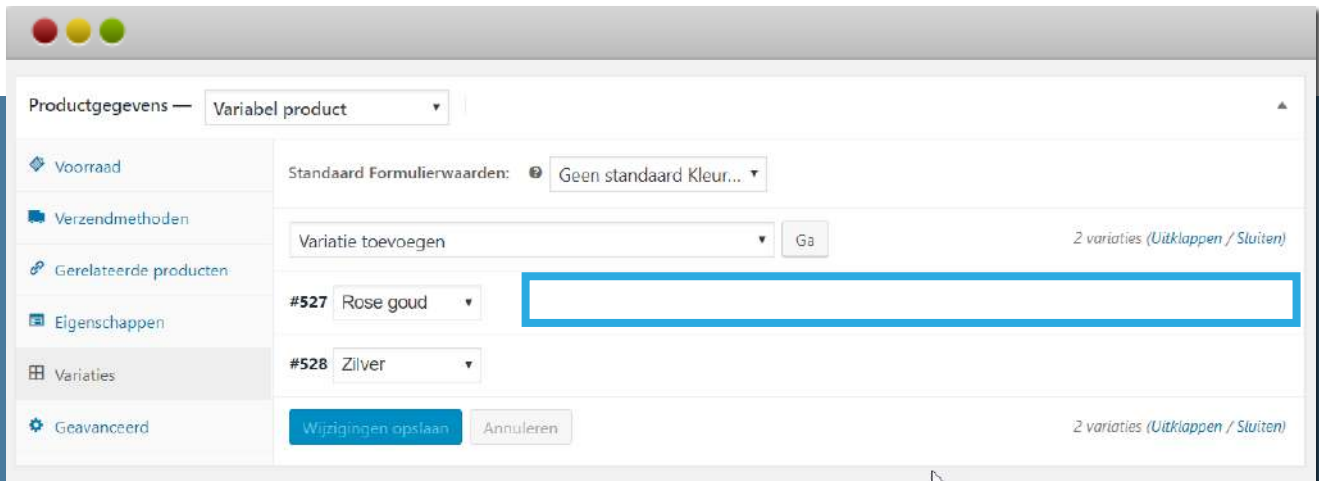 Productgegevens — Variabel product
Voorraad
Standaard Formulierwaarden: Geen standaard Kleur...
Verzendmethoden
Variatie toevoegen Ga 2 variaties (Uitklappen / Sluiten)
Gerelateerde producten
#527 Rose goud
Eigenschappen
#528 Zilver
Variaties
Geavanceerd
Wijzigingen opslaan Annuleren 2 variaties (Uitklappen / Sluiten)